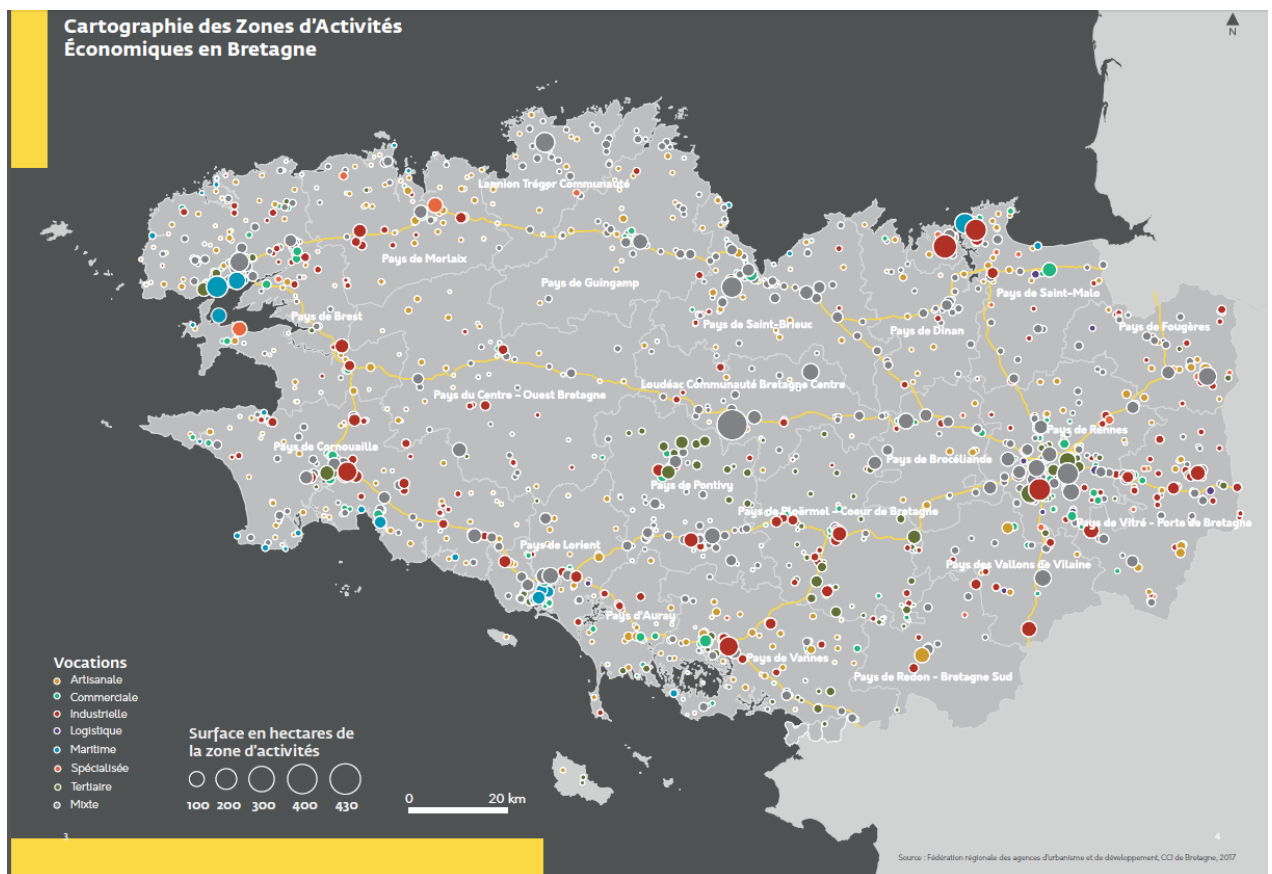 Cartographie des Zones d'Activités
Économiques en Bretagne
N
Lannion Trégor Communauté
Pays de Morlaix
Pays de Guingamp
Pays de Saint-Malo
Pays de Brest
Pays de Saint-Brieuc
Pays de Dinan
Pays de Fougères
Loudéac Communauté Bretagne Centre
Pays du Centre - Ouest Bretagne
Pays de Rennes
Pays de Cornouaille
Pays de Brocéliande
Pays de Pontivy
Pays de Ploërmel - Coeur de Bretagne
Pays de Vitré - Porte de Bretagne
Pays de Lorient
Pays des Vallons de Vilaine
Pays d'Auray
Pays de Vannes
Pays de Redon - Bretagne Sud
Vocations
Artisanale
Commerciale
Industrielle
Logistique
Maritime
Spécialisée
Tertiaire
Mixte
Surface en hectares de
la zone d'activités
100 200 300 400 430
0 20 km
3
4
Source : Fédération régionale des agences d'urbanisme et de développement, CCI de Bretagne, 2017